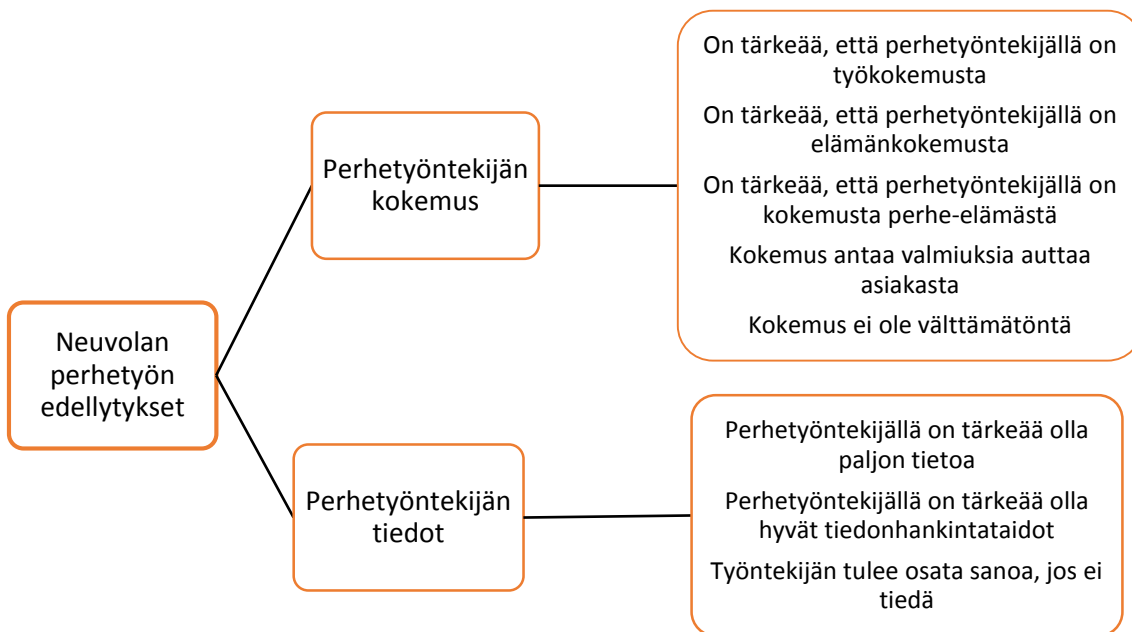 Neuvolan
perhetyön
edellytykset
Perhetyöntekijän
kokemus
On tärkeää, että perhetyöntekijällä on
työkokemusta
On tärkeää, että perhetyöntekijällä on
elämänkokemusta
On tärkeää, että perhetyöntekijällä on
kokemusta perhe-elämästä
Kokemus antaa valmiuksia auttaa
asiakasta
Kokemus ei ole välttämätöntä
Perhetyöntekijän
tiedot
Perhetyöntekijällä on tärkeää olla
paljon tietoa
Perhetyöntekijällä on tärkeää olla
hyvät tiedonhankintataidot
Työntekijän tulee osata sanoa, jos ei
tiedä